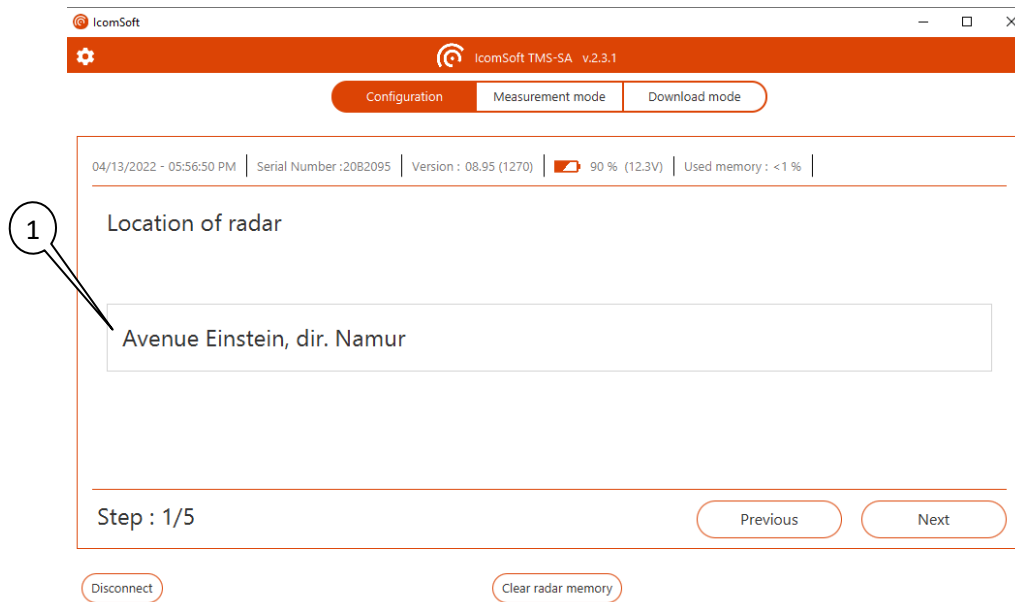 IcomSoft
IcomSoft TMS-SA v.2.3.1
Configuration Measurement mode Download mode
04/13/2022 - 05:56:50 PM Serial Number :20B2095 Version : 08.95 (1270) 90 % (12.3V) Used memory : <1 %
Location of radar
1
Avenue Einstein, dir. Namur
Step : 1/5 Previous Next
Disconnect Clear radar memory